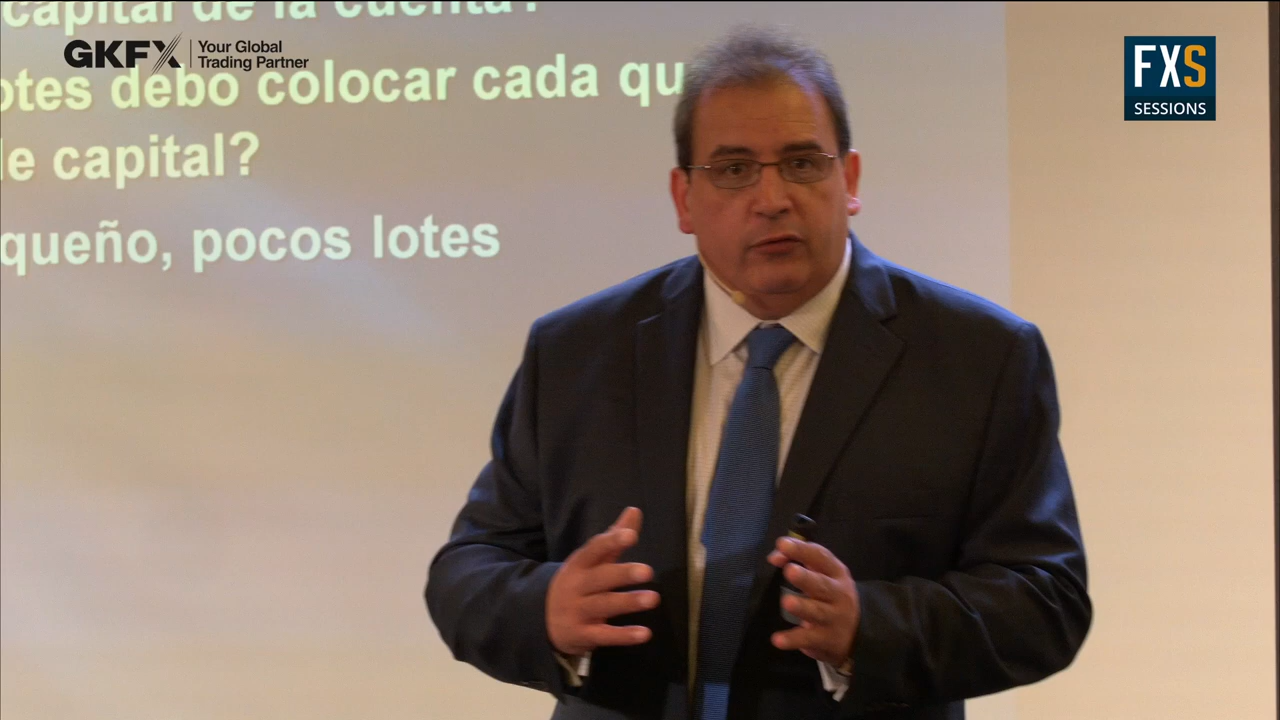 capital de la cuenta?
GKFX Your Global
Trading Partner
FXS
SESSIONS
otes debo colocar cada qu
de capital?
queño, pocos lotes